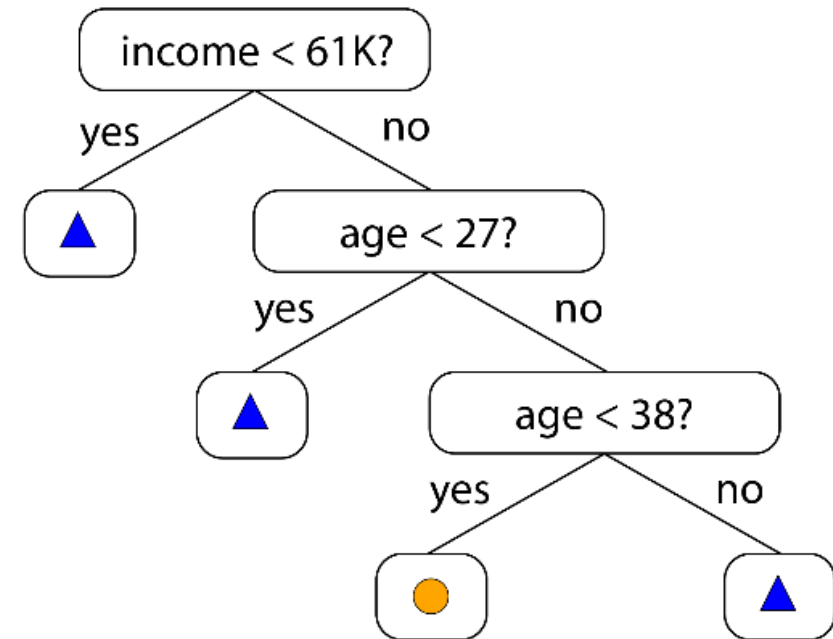 income < 61K?
yes
no
age < 27?
yes
no
age < 38?
yes
no